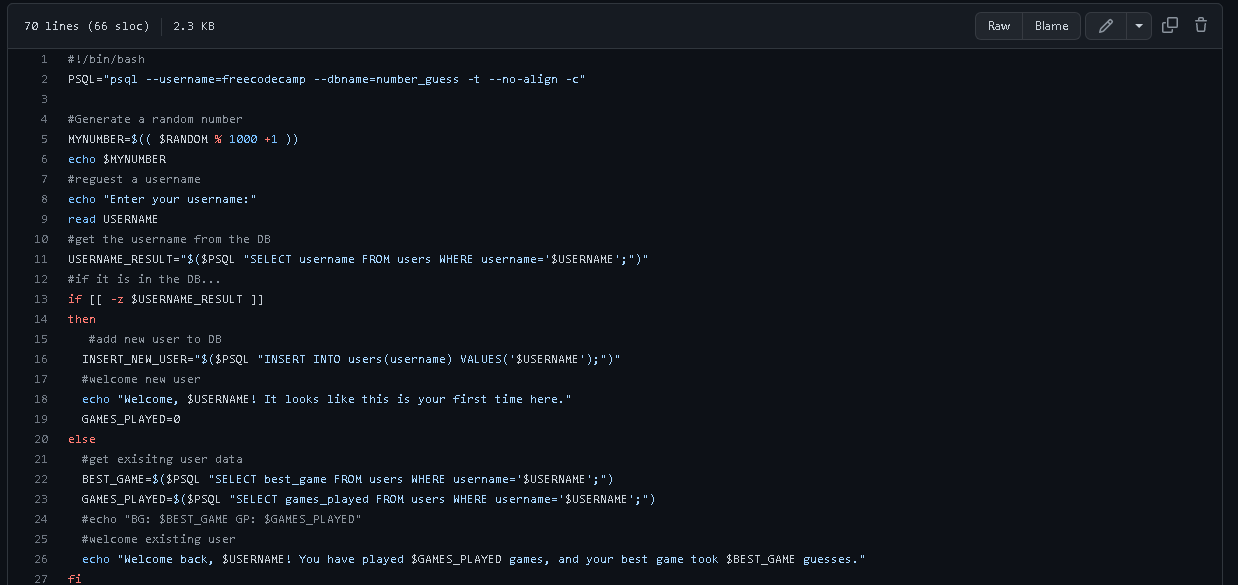 70 lines (66 sloc) 2.3 KB Raw Blame
1 #!/bin/bash
2 PSQL="psql --username=freecodecamp --dbname=number_guess -t --no-align -c"
3
4 #Generate a random number
5 MYNUMBER=$(( $RANDOM % 1000 +1 ))
6 echo $MYNUMBER
7 #reguest a username
8 echo "Enter your username:"
9 read USERNAME
10 #get the username from the DB
11 USERNAME_RESULT="$($PSQL "SELECT username FROM users WHERE username='$USERNAME';")"
12 #if it is in the DB...
13 if [[ -z $USERNAME_RESULT ]]
14 then
15 #add new user to DB
16 INSERT_NEW_USER="$($PSQL "INSERT INTO users(username) VALUES('$USERNAME');")"
17 #welcome new user
18 echo "Welcome, $USERNAME! It looks like this is your first time here."
19 GAMES_PLAYED=0
20 else
21 #get exisitng user data
22 BEST_GAME=$($PSQL "SELECT best_game FROM users WHERE username='$USERNAME';")
23 GAMES_PLAYED=$($PSQL "SELECT games_played FROM users WHERE username='$USERNAME';")
24 #echo "BG: $BEST_GAME GP: $GAMES_PLAYED"
25 #welcome existing user
26 echo "Welcome back, $USERNAME! You have played $GAMES_PLAYED games, and your best game took $BEST_GAME guesses."
27 fi